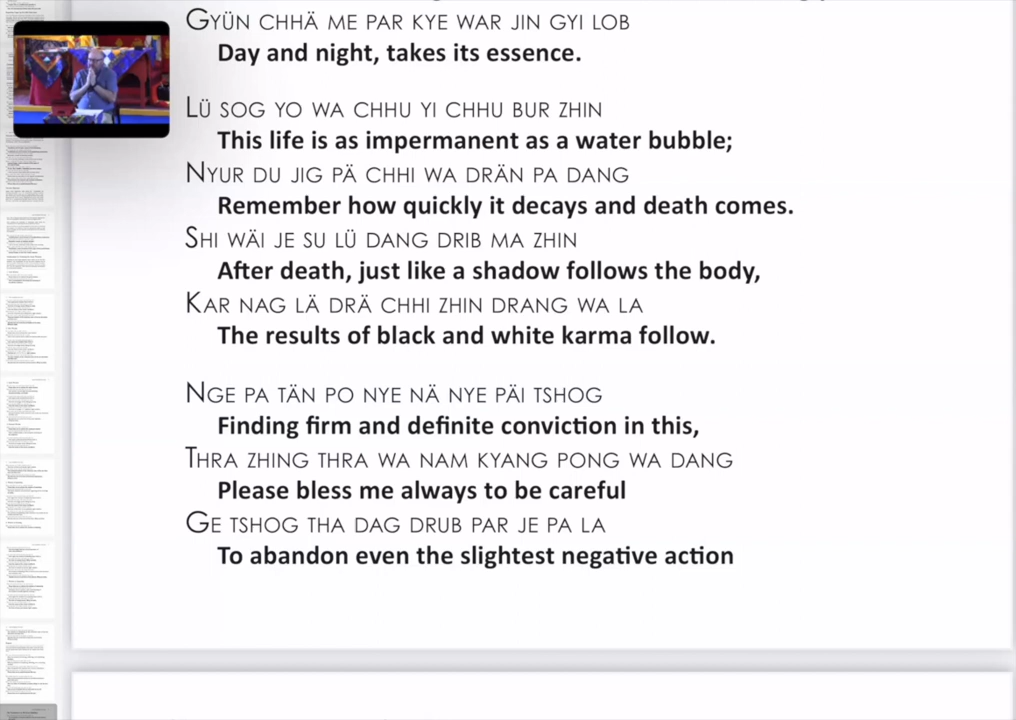 GYÜN CHHÄ ME PAR KYE WAR JIN GYI LOB
Day and night, takes its essence.
LÜ SOG YO WA CHHU YI CHHU BUR ZHIN
This life is as impermanent as a water bubble;
NYUR DU JIG PÄ CHHI WA DRÄN PA DANG
Remember how quickly it decays and death comes.
SHI WÄI JE SU LÜ DANG DRIB MA ZHIN
After death, just like a shadow follows the body,
KAR NAG LÄ DRÄ CHHI ZHIN DRANG WA LA
The results of black and white karma follow.
NGE PA TÄN PO NYE NÄ NYE PÄI TSHOG
Finding firm and definite conviction in this,
THRA ZHING THRA WA NAM KYANG PONG WA DANG
Please bless me always to be careful
GE TSHOG THA DAG DRUB PAR JE PA LA
To abandon even the slightest negative action